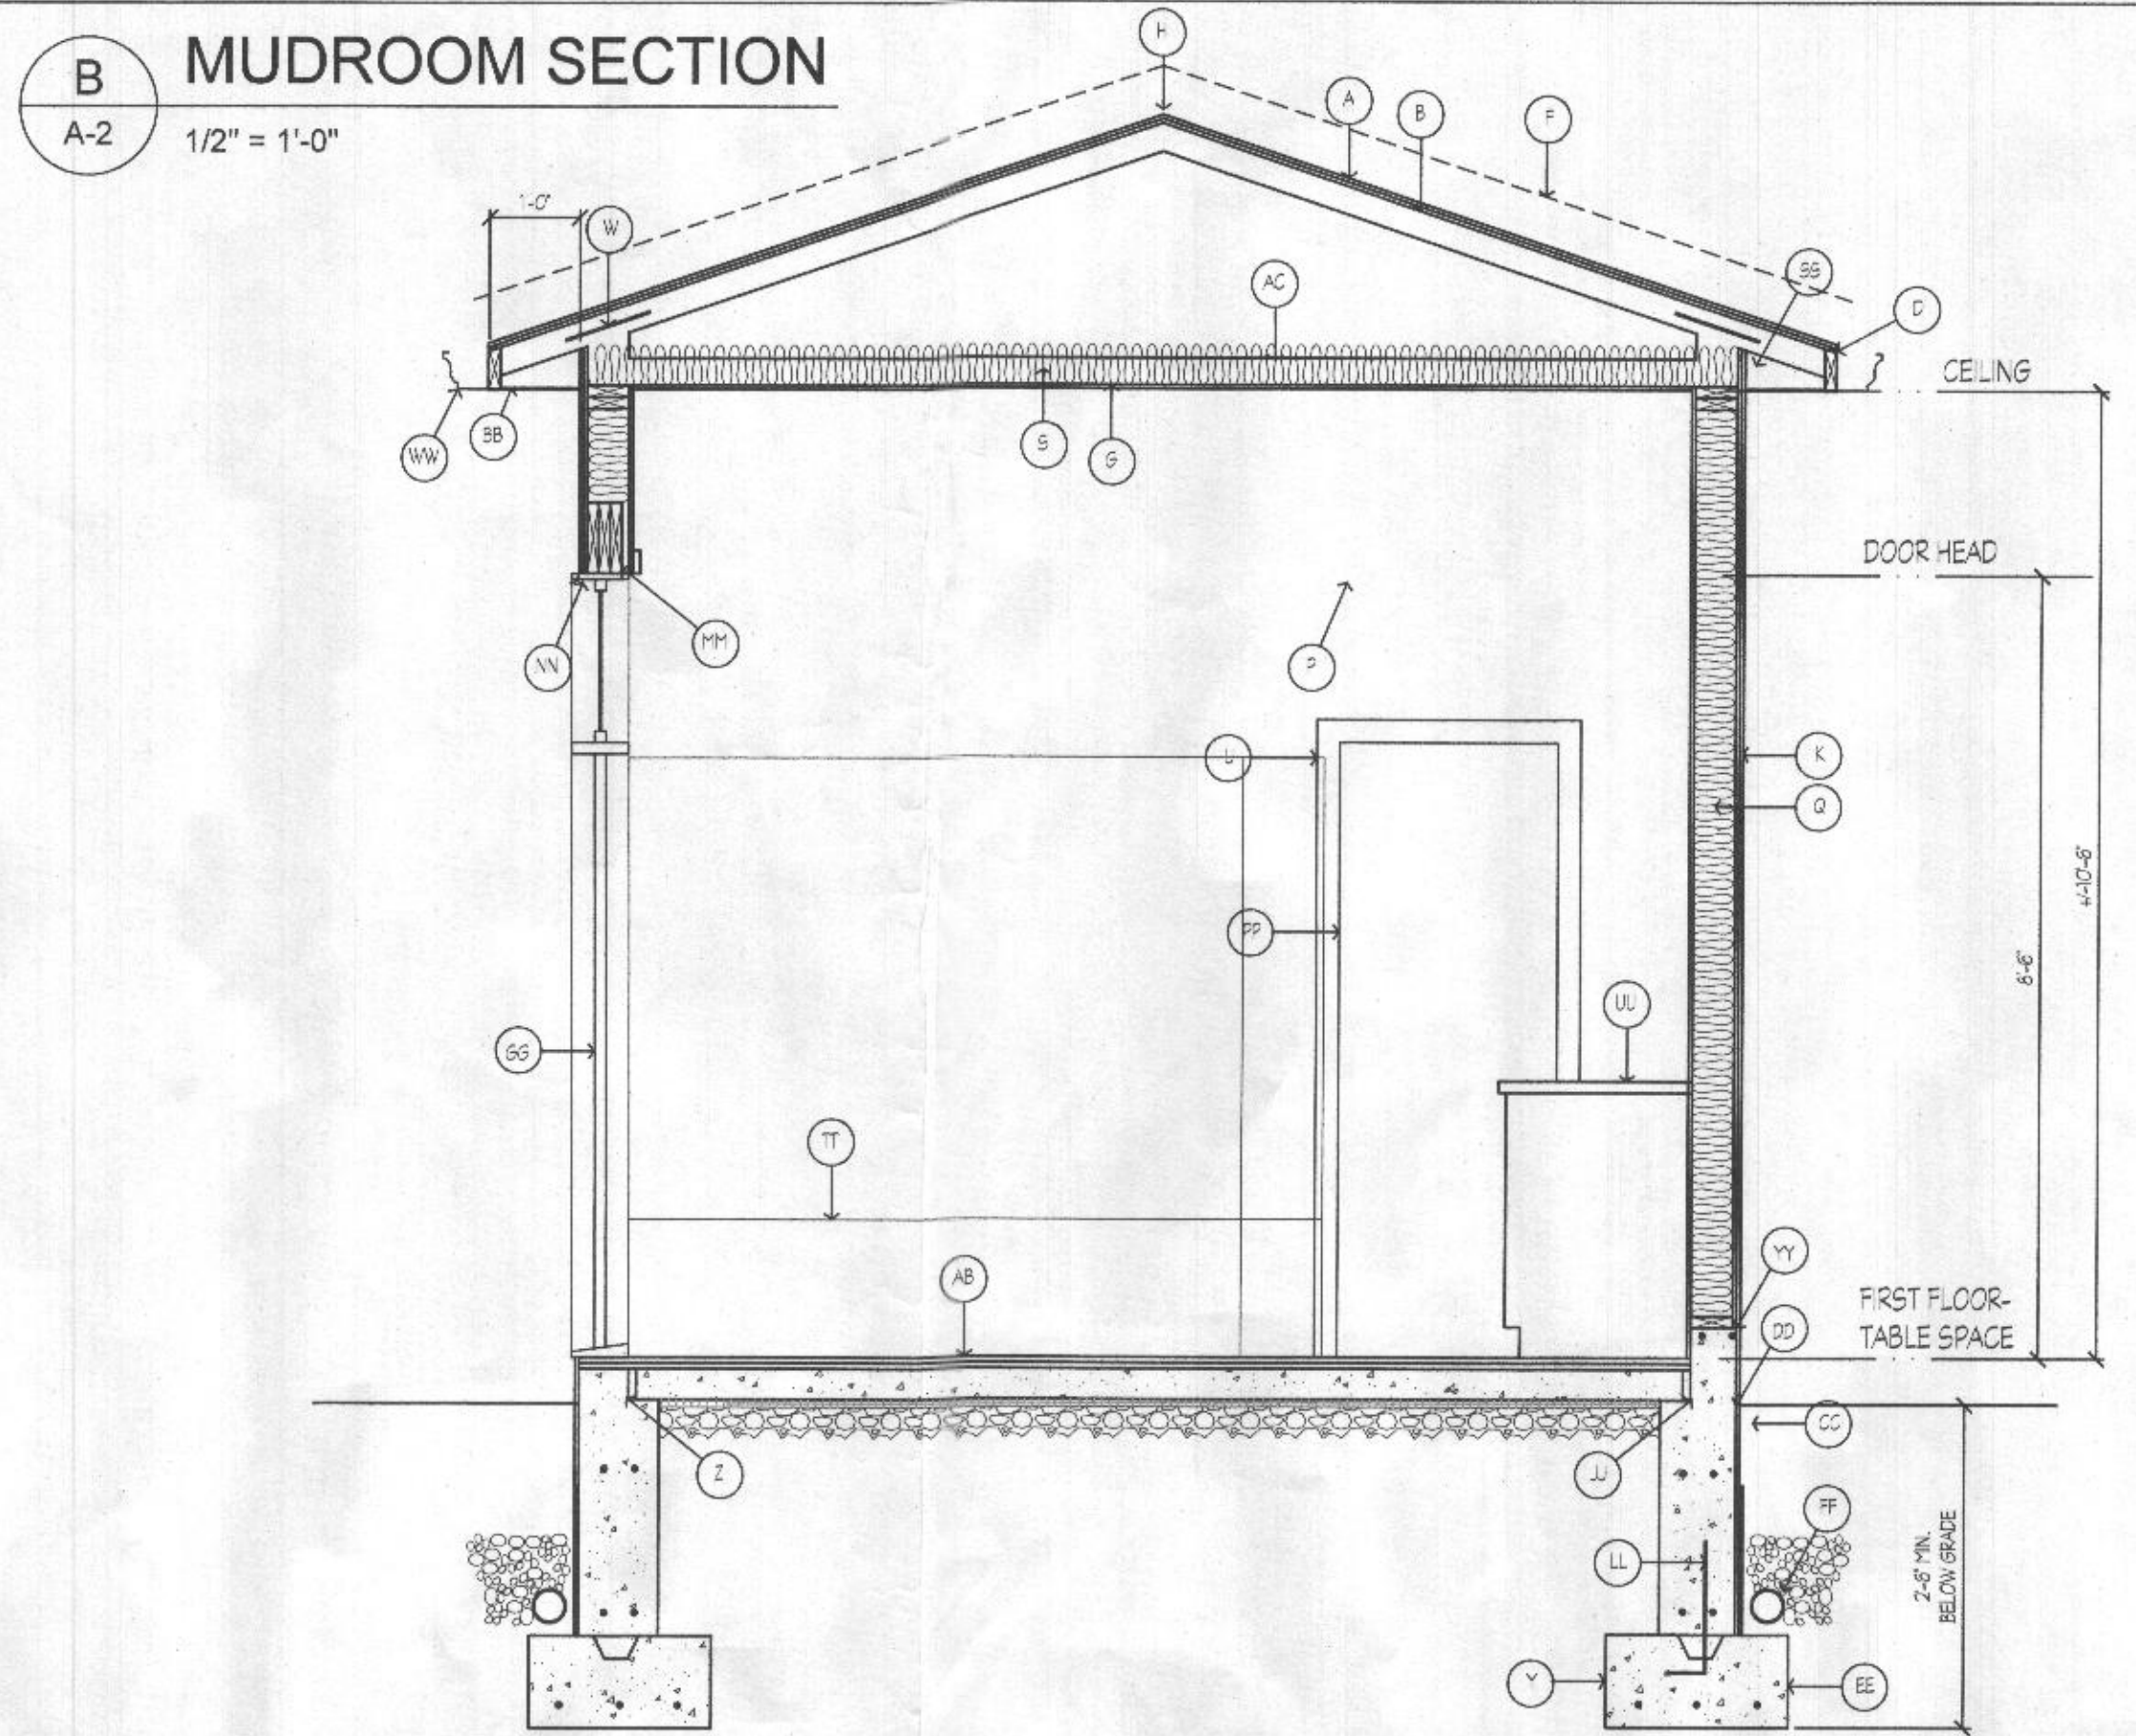 B
A-2
MUDROOM SECTION
1/2" = 1'-0"
H
A
B
F
1'-0"
W
AC
SS
D
CEILING
WW
BB
S
G
DOOR HEAD
NN
MM
P
K
Q
PP
+/-10'-6"
8'-6"
UU
GG
TT
AB
YY
FIRST FLOOR-
TABLE SPACE
DD
CC
Z
JJ
FF
LL
2'-6" MIN.
BELOW GRADE
Y
EE